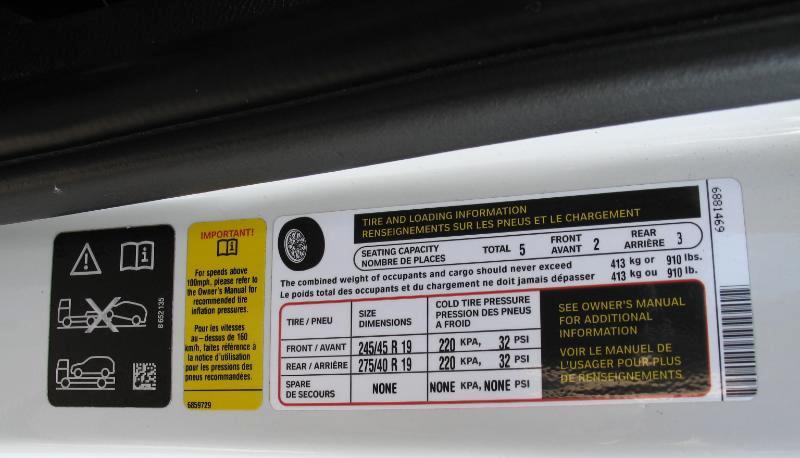 8 652 135
IMPORTANT!
For speeds above
100mph, please refer to
the Owner's Manual for
recommended tire
inflation pressures.
Pour les vitesses
au-dessus de 160
km/h, faites référence à
la notice d'utilisation
pour les pressions des
pneus recommandées.
6859729
TIRE AND LOADING INFORMATION
RENSEIGNEMENTS SUR LES PNEUS ET LE CHARGEMENT
SEATING CAPACITY
NOMBRE DE PLACES
TOTAL 5
FRONT
AVANT 2
REAR
ARRIÈRE 3
The combined weight of occupants and cargo should never exceed 413 kg or 910 lbs.
Le poids total des occupants et du chargement ne doit jamais dépasser 413 kg ou 910 lb.
TIRE / PNEU
SIZE
DIMENSIONS
COLD TIRE PRESSURE
PRESSION DES PNEUS
A FROID
FRONT / AVANT 245/45 R 19 220 KPA, 32 PSI
REAR / ARRIÈRE 275/40 R 19 220 KPA, 32 PSI
SPARE
DE SECOURS
NONE NONE KPA, NONE PSI
SEE OWNER'S MANUAL
FOR ADDITIONAL
INFORMATION
VOIR LE MANUEL DE
L'USAGER POUR PLUS
DE RENSEIGNEMENTS
6881469